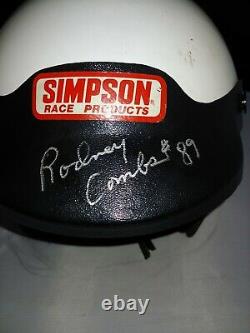 SIMPSON
RACE PRODUCTS
Rodney
Combs #89